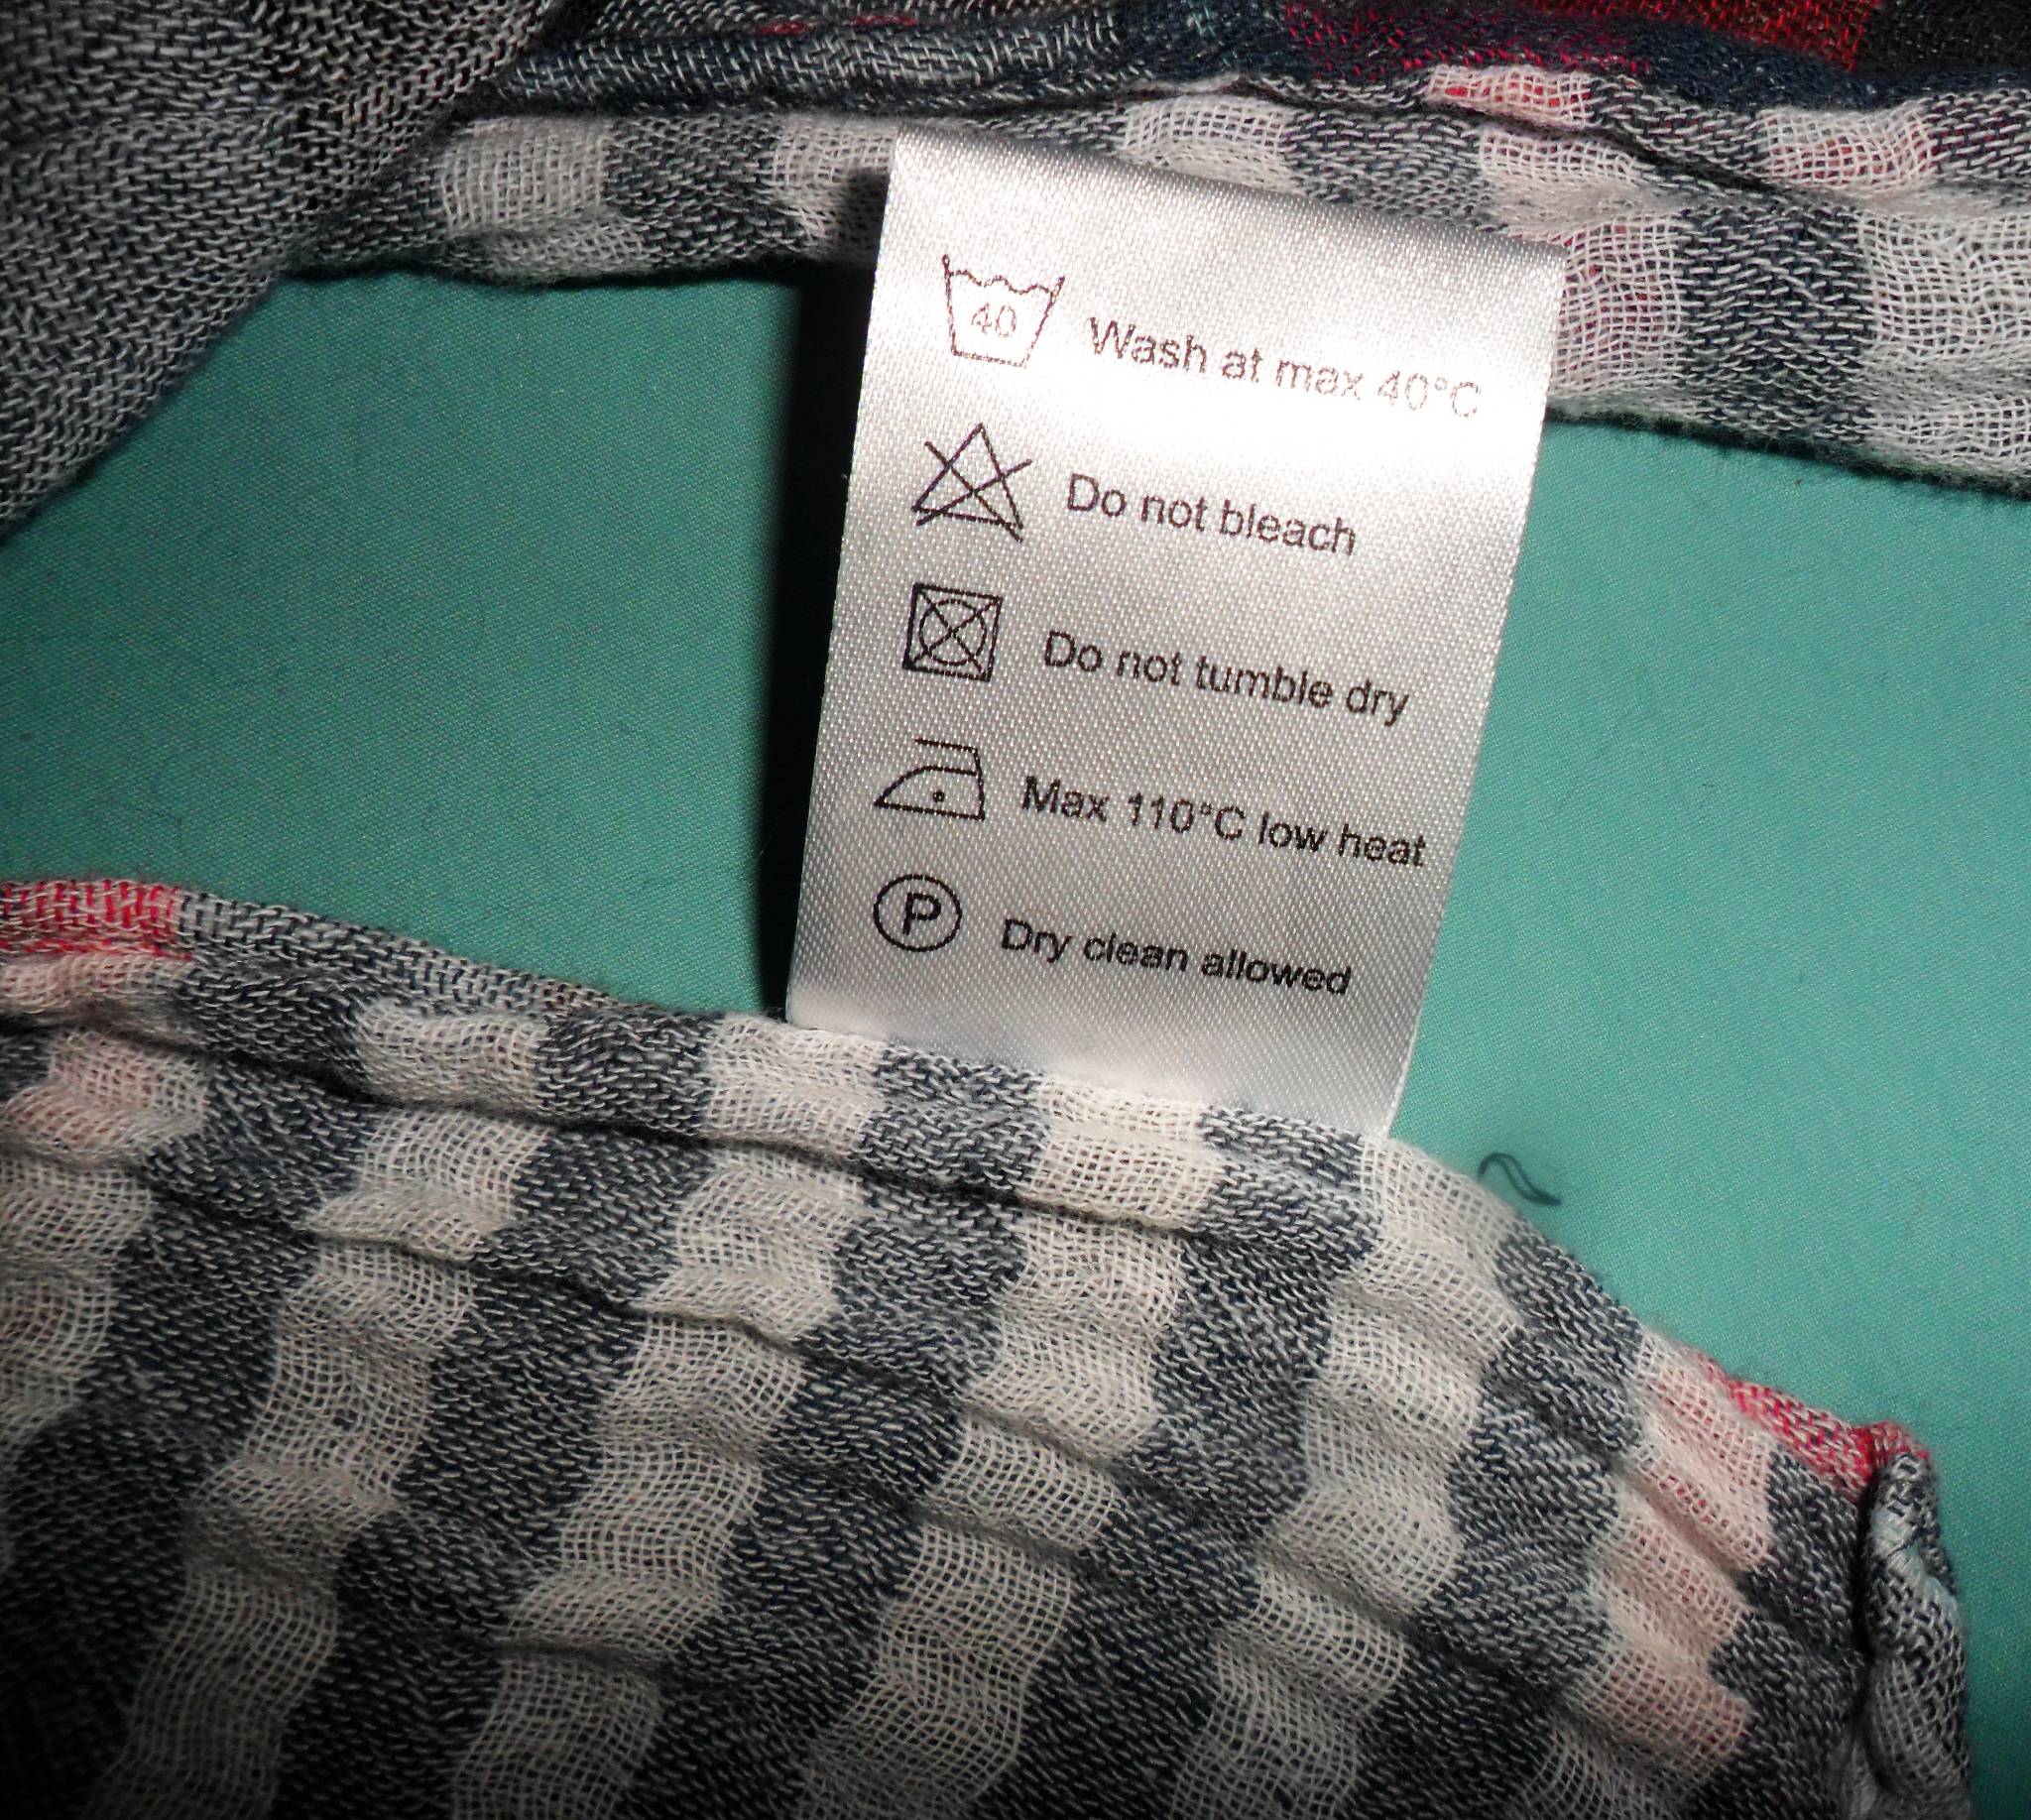 40 Wash at max 40°C
Do not bleach
Do not tumble dry
Max 110°C low heat
P Dry clean allowed